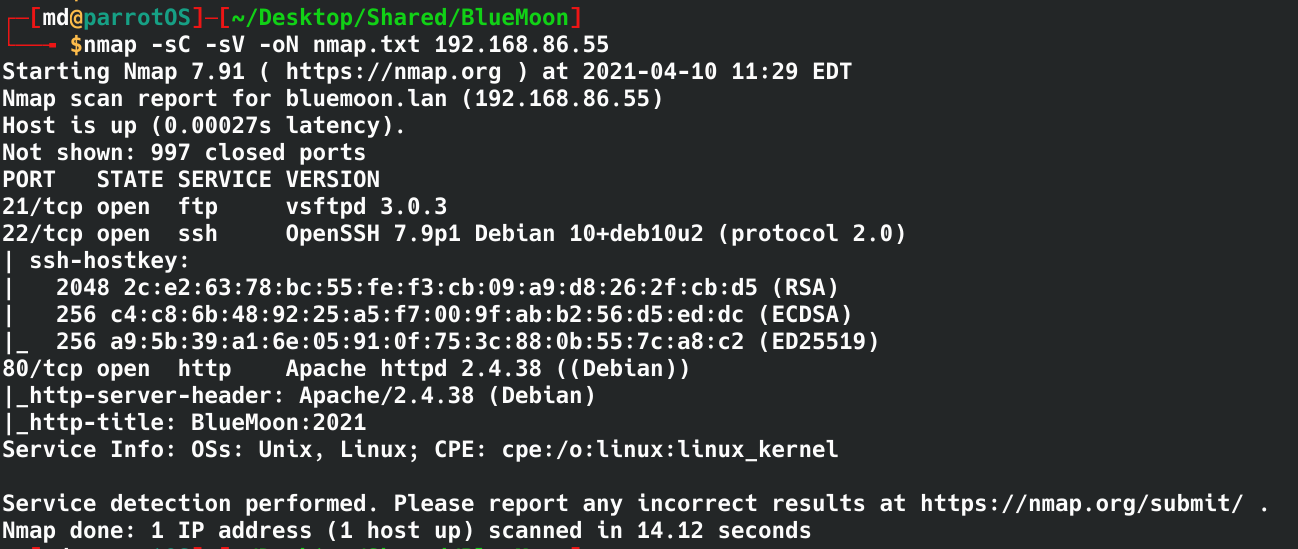 ┌─[md@parrotOS]─[~/Desktop/Shared/BlueMoon]
└──╼ $nmap -sC -sV -oN nmap.txt 192.168.86.55
Starting Nmap 7.91 ( https://nmap.org ) at 2021-04-10 11:29 EDT
Nmap scan report for bluemoon.lan (192.168.86.55)
Host is up (0.00027s latency).
Not shown: 997 closed ports
PORT   STATE SERVICE VERSION
21/tcp open  ftp     vsftpd 3.0.3
22/tcp open  ssh     OpenSSH 7.9p1 Debian 10+deb10u2 (protocol 2.0)
| ssh-hostkey:
|   2048 2c:e2:63:78:bc:55:fe:f3:cb:09:a9:d8:26:2f:cb:d5 (RSA)
|   256 c4:c8:6b:48:92:25:a5:f7:00:9f:ab:b2:56:d5:ed:dc (ECDSA)
|_  256 a9:5b:39:a1:6e:05:91:0f:75:3c:88:0b:55:7c:a8:c2 (ED25519)
80/tcp open  http    Apache httpd 2.4.38 ((Debian))
|_http-server-header: Apache/2.4.38 (Debian)
|_http-title: BlueMoon:2021
Service Info: OSs: Unix, Linux; CPE: cpe:/o:linux:linux_kernel

Service detection performed. Please report any incorrect results at https://nmap.org/submit/ .
Nmap done: 1 IP address (1 host up) scanned in 14.12 seconds